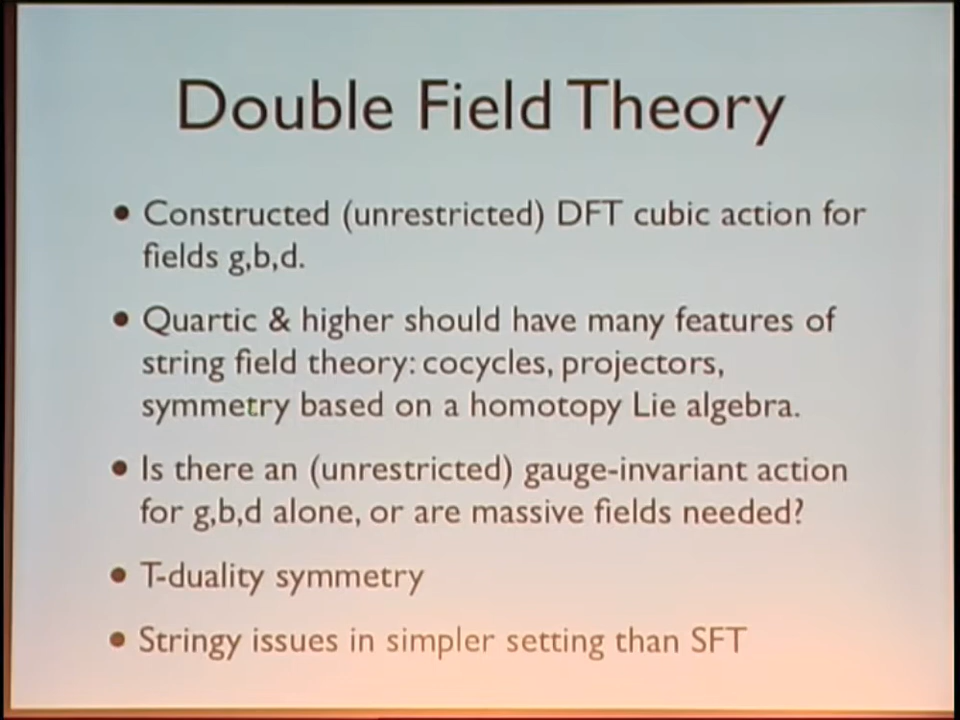 Double Field Theory
• Constructed (unrestricted) DFT cubic action for
fields g,b,d.
• Quartic & higher should have many features of
string field theory: cocycles, projectors,
symmetry based on a homotopy Lie algebra.
• Is there an (unrestricted) gauge-invariant action
for g,b,d alone, or are massive fields needed?
• T-duality symmetry
• Stringy issues in simpler setting than SFT